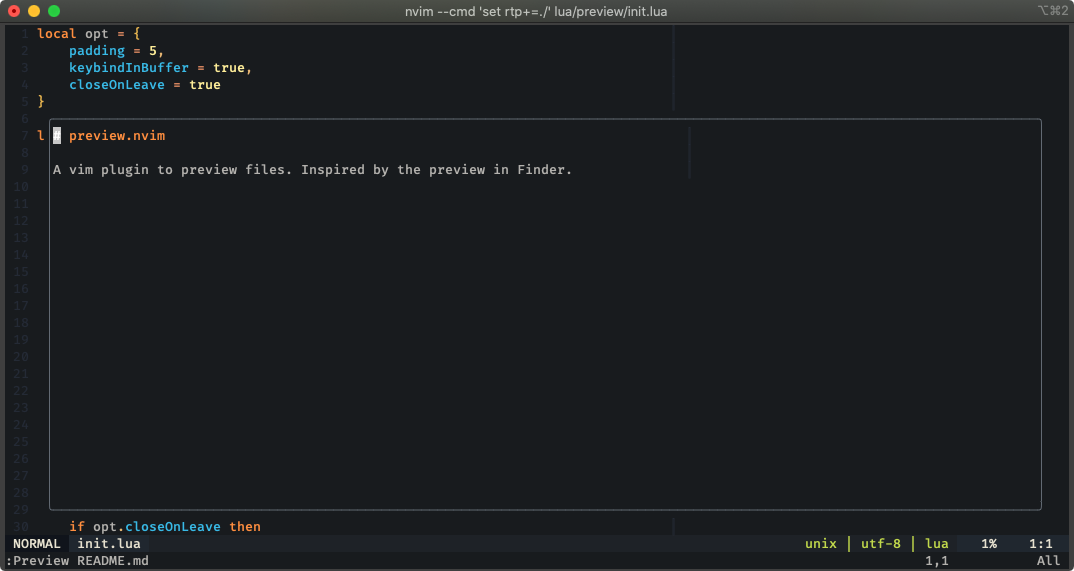 nvim --cmd 'set rtp+=./' lua/preview/init.lua
⌥⌘2
1 local opt = {
2     padding = 5,
3     keybindInBuffer = true,
4     closeOnLeave = true
5 }
6
7 l # preview.nvim
8
9 A vim plugin to preview files. Inspired by the preview in Finder.
10
11
12
13
14
15
16
17
18
19
20
21
22
23
24
25
26
27
28
29
30     if opt.closeOnLeave then
NORMAL init.lua unix | utf-8 | lua 1% 1:1
:Preview README.md 1,1 All